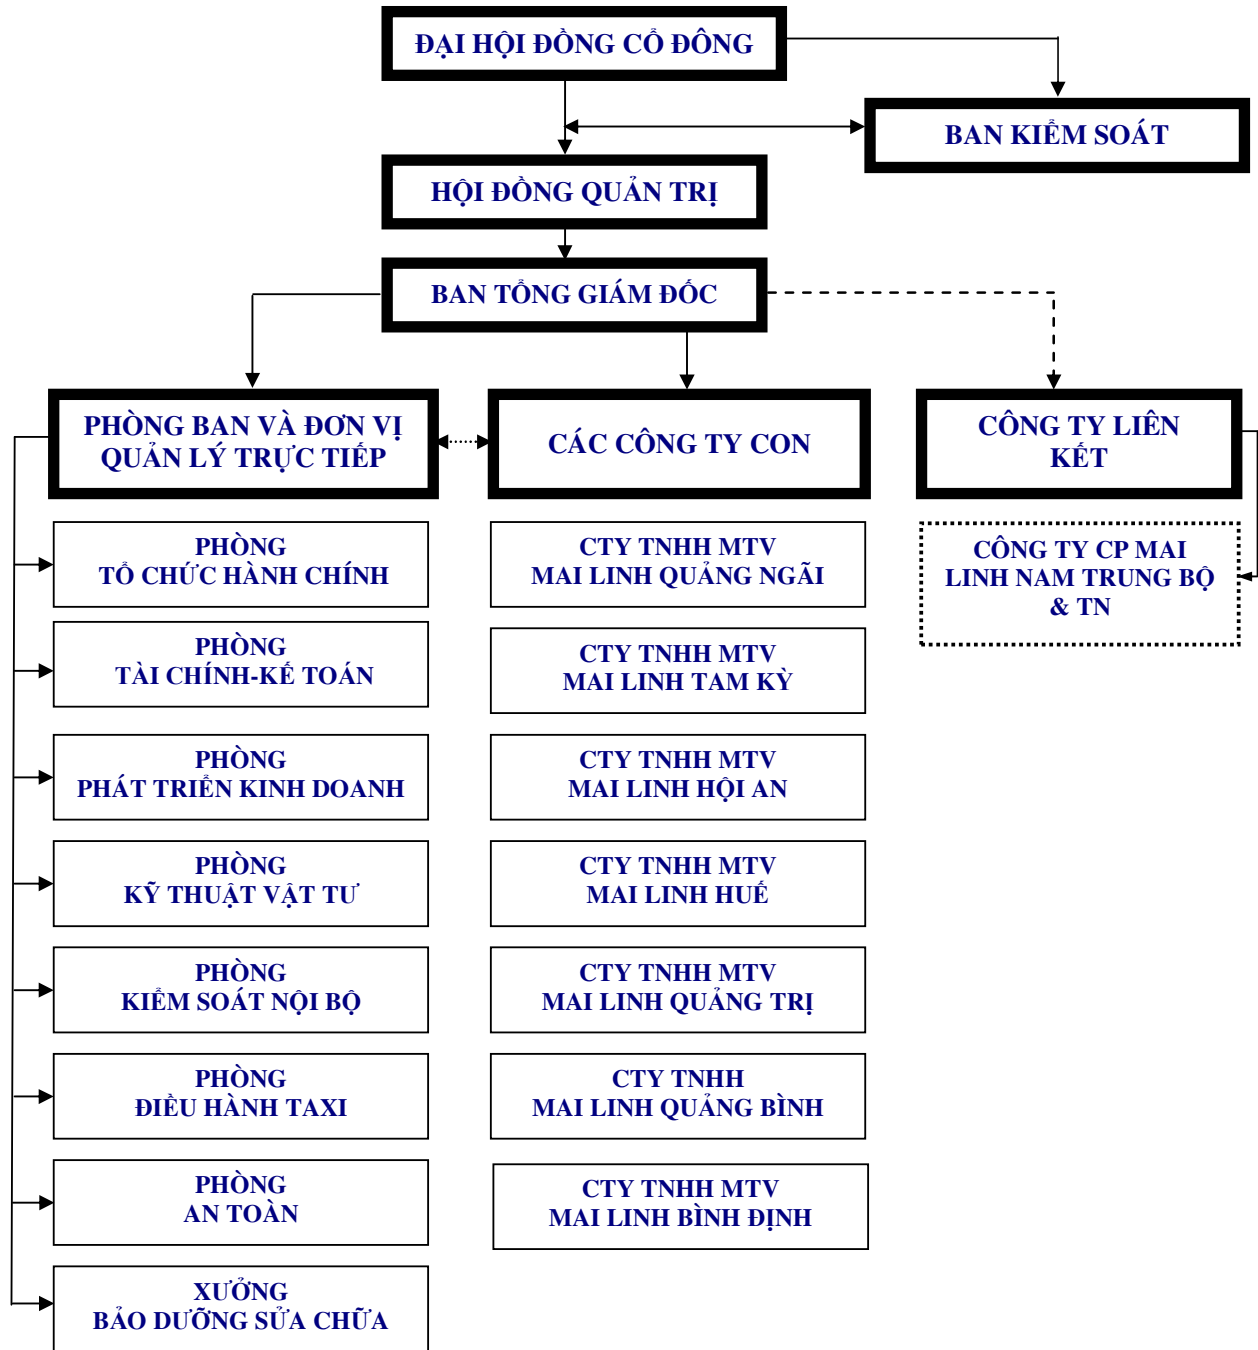 ĐẠI HỘI ĐỒNG CỔ ĐÔNG
BAN KIỂM SOÁT
HỘI ĐỒNG QUẢN TRỊ
BAN TỔNG GIÁM ĐỐC
PHÒNG BAN VÀ ĐƠN VỊ
QUẢN LÝ TRỰC TIẾP
CÁC CÔNG TY CON
CÔNG TY LIÊN
KẾT
PHÒNG
TỔ CHỨC HÀNH CHÍNH
PHÒNG
TÀI CHÍNH-KẾ TOÁN
PHÒNG
PHÁT TRIỂN KINH DOANH
PHÒNG
KỸ THUẬT VẬT TƯ
PHÒNG
KIỂM SOÁT NỘI BỘ
PHÒNG
ĐIỀU HÀNH TAXI
PHÒNG
AN TOÀN
XƯỞNG
BẢO DƯỠNG SỬA CHỮA
CTY TNHH MTV
MAI LINH QUẢNG NGÃI
CTY TNHH MTV
MAI LINH TAM KỲ
CTY TNHH MTV
MAI LINH HỘI AN
CTY TNHH MTV
MAI LINH HUẾ
CTY TNHH MTV
MAI LINH QUẢNG TRỊ
CTY TNHH
MAI LINH QUẢNG BÌNH
CTY TNHH MTV
MAI LINH BÌNH ĐỊNH
CÔNG TY CP MAI
LINH NAM TRUNG BỘ
& TN